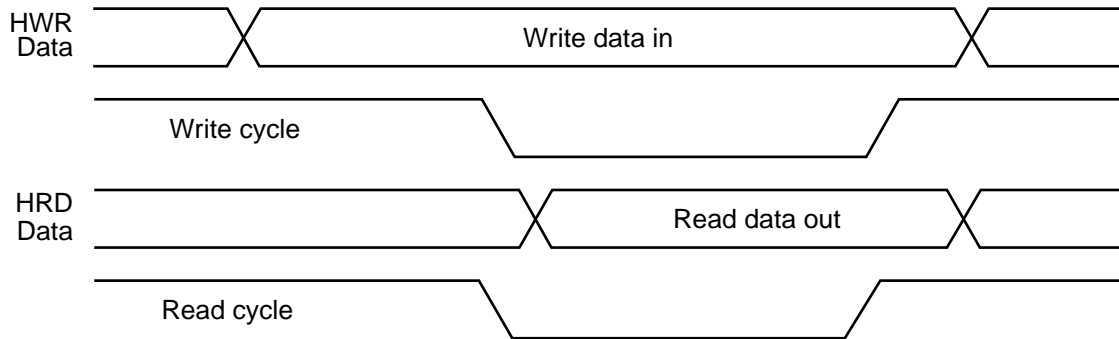 HWR
Data
Write data in
Write cycle
HRD
Data
Read data out
Read cycle